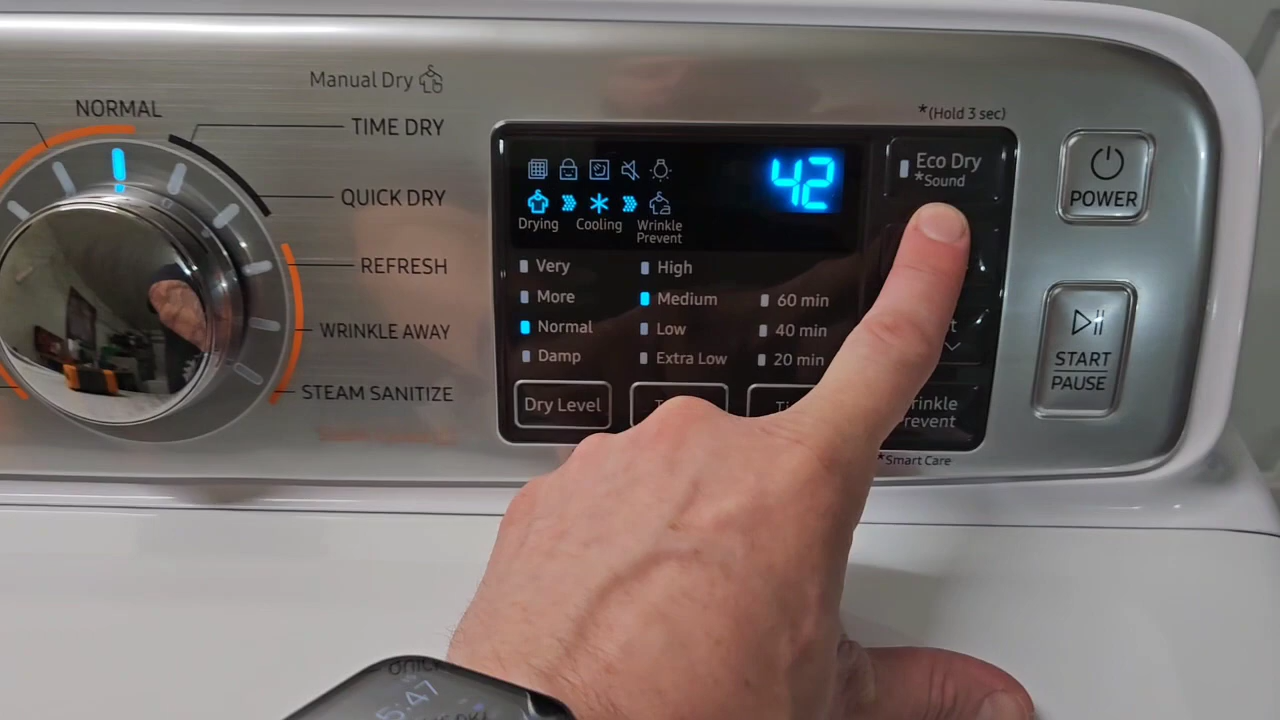 Manual Dry
NORMAL
TIME DRY
QUICK DRY
REFRESH
WRINKLE AWAY
STEAM SANITIZE
42
Drying
Cooling
Wrinkle
Prevent
Very
More
Normal
Damp
High
Medium
Low
Extra Low
60 min
40 min
20 min
Dry Level
*(Hold 3 sec)
Eco Dry
*Sound
*Smart Care
POWER
START
PAUSE